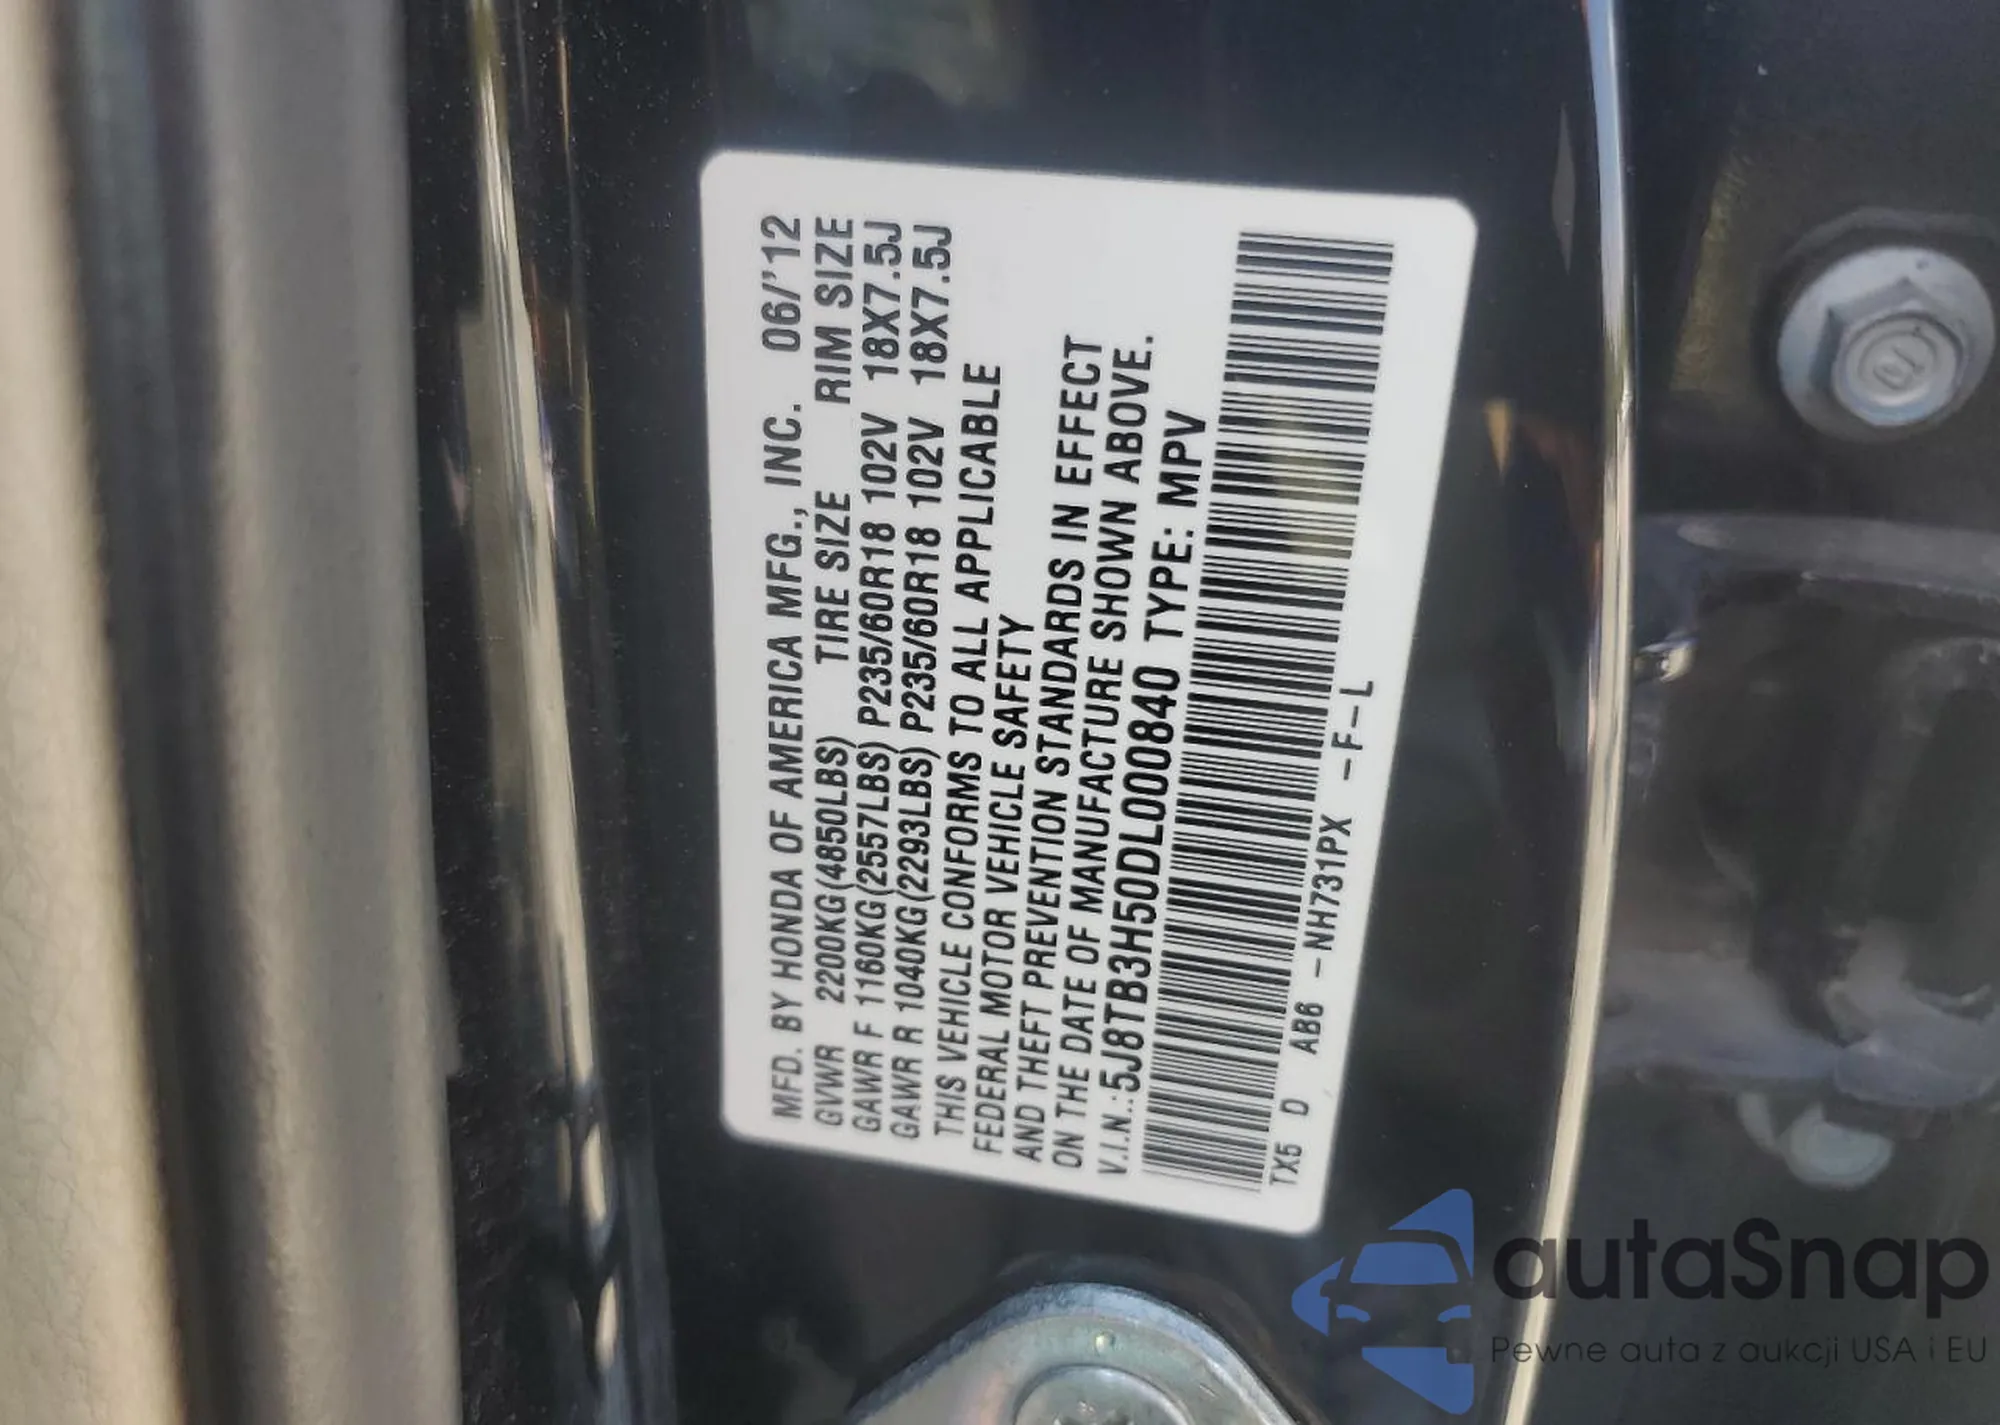 MFD. BY HONDA OF AMERICA MFG., INC. 06/'12
GVWR 2200KG(4850LBS) TIRE SIZE RIM SIZE
GAWR F 1160KG(2557LBS) P235/60R18 102V 18X7.5J
GAWR R 1040KG(2293LBS) P235/60R18 102V 18X7.5J
THIS VEHICLE CONFORMS TO ALL APPLICABLE
FEDERAL MOTOR VEHICLE SAFETY
AND THEFT PREVENTION STANDARDS IN EFFECT
ON THE DATE OF MANUFACTURE SHOWN ABOVE.
V.I.N.:5J8TB3H50DL000840 TYPE: MPV
TX5 D AB6 -NH731PX -F-L
autaSnap
Pewne auta z aukcji USA i EU